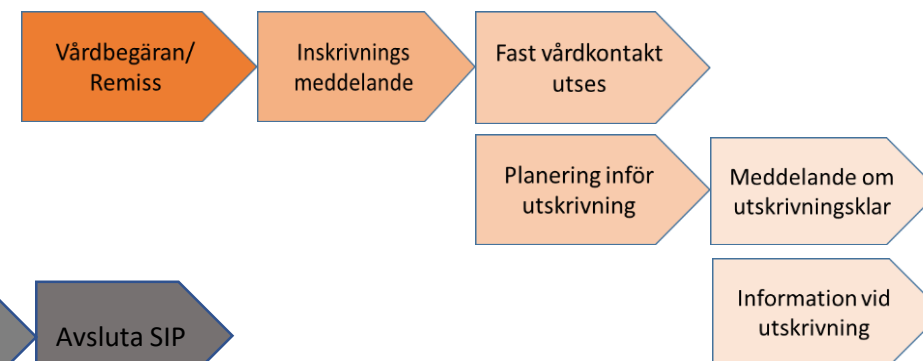 Vårdbegäran/
Remiss
Inskrivnings
meddelande
Fast vårdkontakt
utses
Planering inför
utskrivning
Meddelande om
utskrivningsklar
Information vid
utskrivning
Avsluta SIP